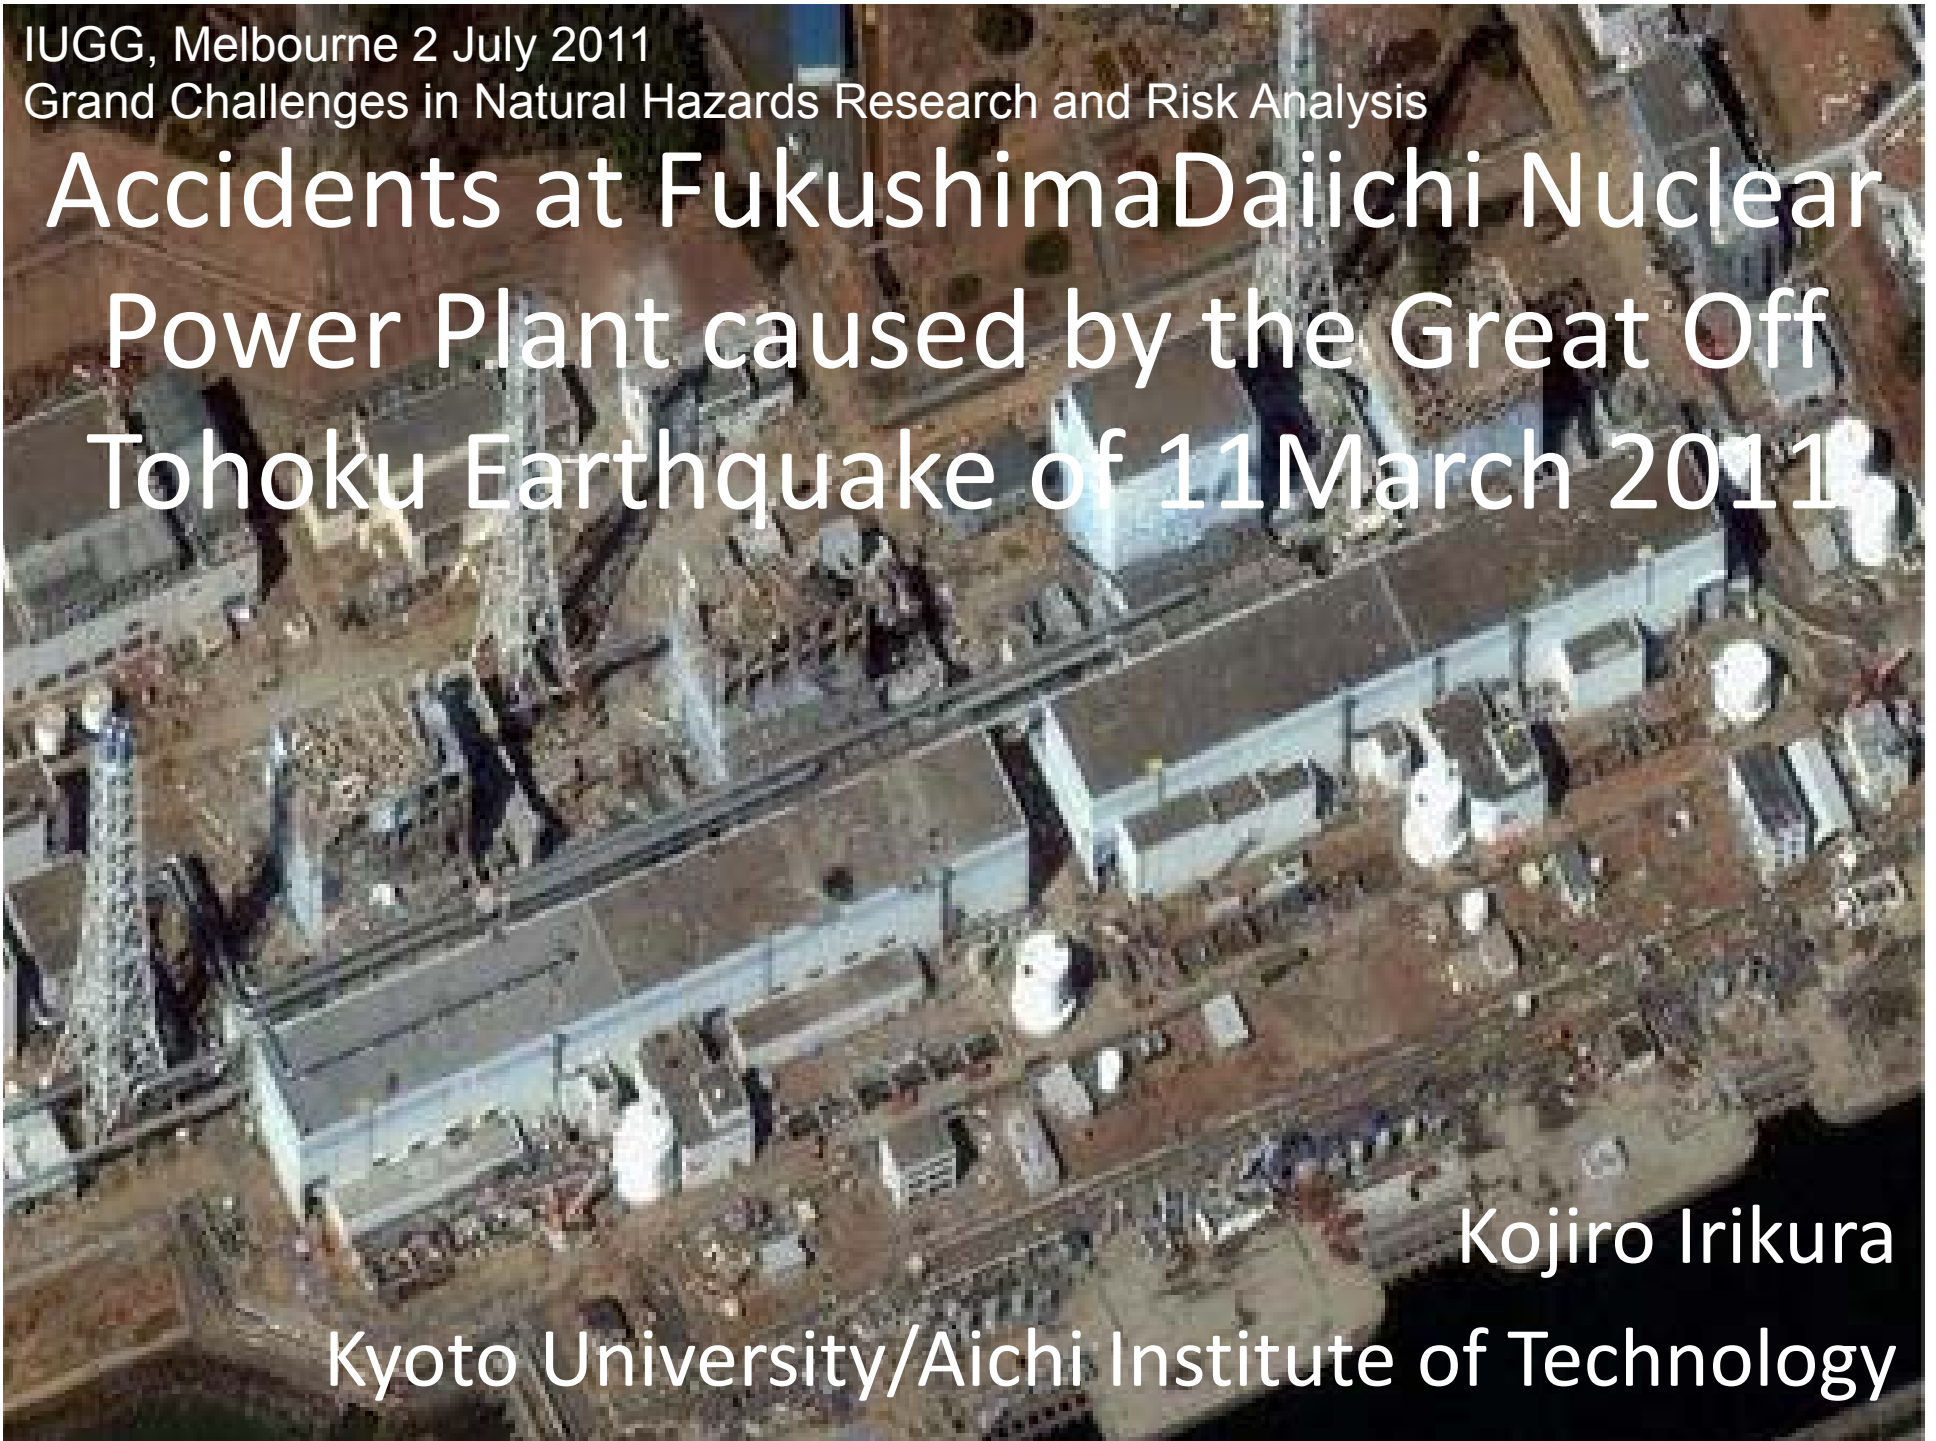 IUGG, Melbourne 2 July 2011
Grand Challenges in Natural Hazards Research and Risk Analysis
Accidents at FukushimaDaiichi Nuclear
Power Plant caused by the Great Off
Tohoku Earthquake of 11March 2011
Kojiro Irikura
Kyoto University/Aichi Institute of Technology